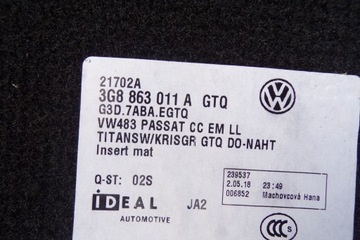 21702A
3G8 863 011 A GTQ
G3D.7ABA.EGTQ
VW483 PASSAT CC EM LL
TITANSW/KRISGR GTQ DO-NAHT
Insert mat
Q-ST: 02S
IDEAL JA2
AUTOMOTIVE
239537
2.05.18 23:49
006852 Machovcova Hana